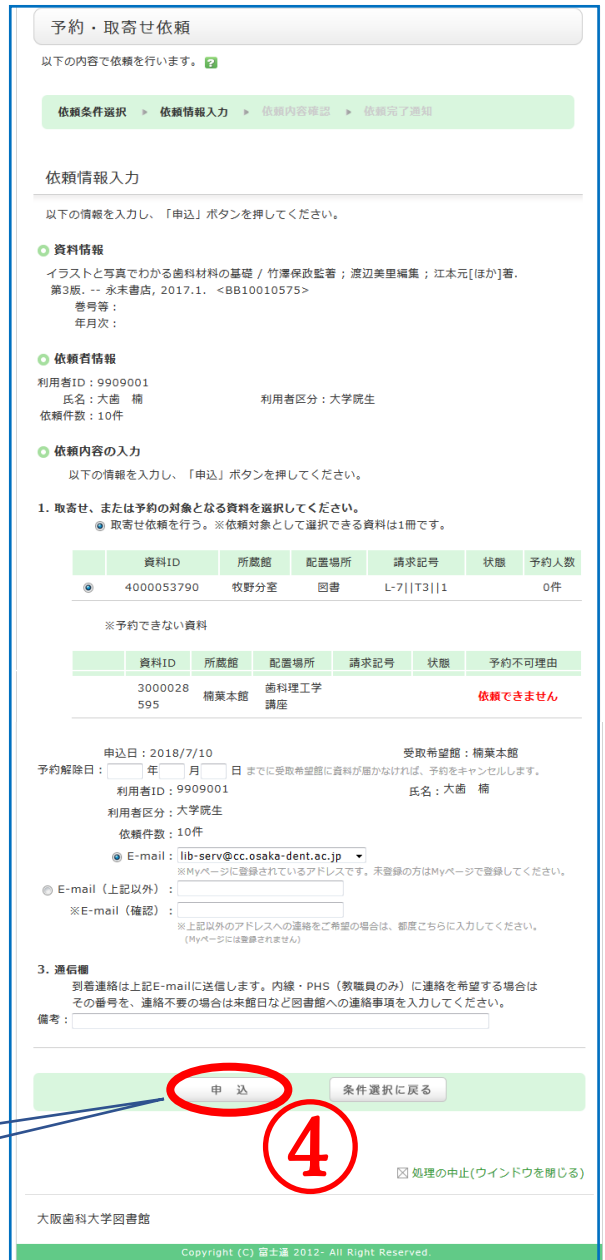 予約・取寄せ依頼
以下の内容で依頼を行います。 ?
依頼条件選択 ▶ 依頼情報入力 ▶ 依頼内容確認 ▶ 依頼完了通知
依頼情報入力
以下の情報を入力し、「申込」ボタンを押してください。
資料情報
イラストと写真でわかる歯科材料の基礎 / 竹澤保政監著 ; 渡辺美里編集 ; 江本元[ほか]著.
第3版. -- 永末書店, 2017.1. <BB10010575>
巻号等 :
年月次 :
依頼者情報
利用者ID : 9909001
氏名 : 大歯 楠 利用者区分 : 大学院生
依頼件数 : 10件
依頼内容の入力
以下の情報を入力し、「申込」ボタンを押してください。
1. 取寄せ、または予約の対象となる資料を選択してください。
取寄せ依頼を行う。※依頼対象として選択できる資料は1冊です。
資料ID 所蔵館 配置場所 請求記号 状態 予約人数
4000053790 牧野分室 図書 L-7||T3||1 0件
※予約できない資料
資料ID 所蔵館 配置場所 請求記号 状態 予約不可理由
3000028595 楠葉本館 歯科理工学講座 依頼できません
申込日 : 2018/7/10 受取希望館 : 楠葉本館
予約解除日 : 年 月 日 までに受取希望館に資料が届かなければ、予約をキャンセルします。
利用者ID : 9909001 氏名 : 大歯 楠
利用者区分 : 大学院生
依頼件数 : 10件
E-mail : lib-serv@cc.osaka-dent.ac.jp
※Myページに登録されているアドレスです。未登録の方はMyページで登録してください。
E-mail（上記以外） :
※E-mail（確認） :
※上記以外のアドレスへの連絡をご希望の場合は、都度こちらに入力してください。
(Myページには登録されません)
3. 通信欄
到着連絡は上記E-mailに送信します。内線・PHS（教職員のみ）に連絡を希望する場合は
その番号を、連絡不要の場合は来館日など図書館への連絡事項を入力してください。
備考 :
申 込 条件選択に戻る
④
処理の中止(ウインドウを閉じる)
大阪歯科大学図書館
Copyright (C) 富士通 2012- All Right Reserved.